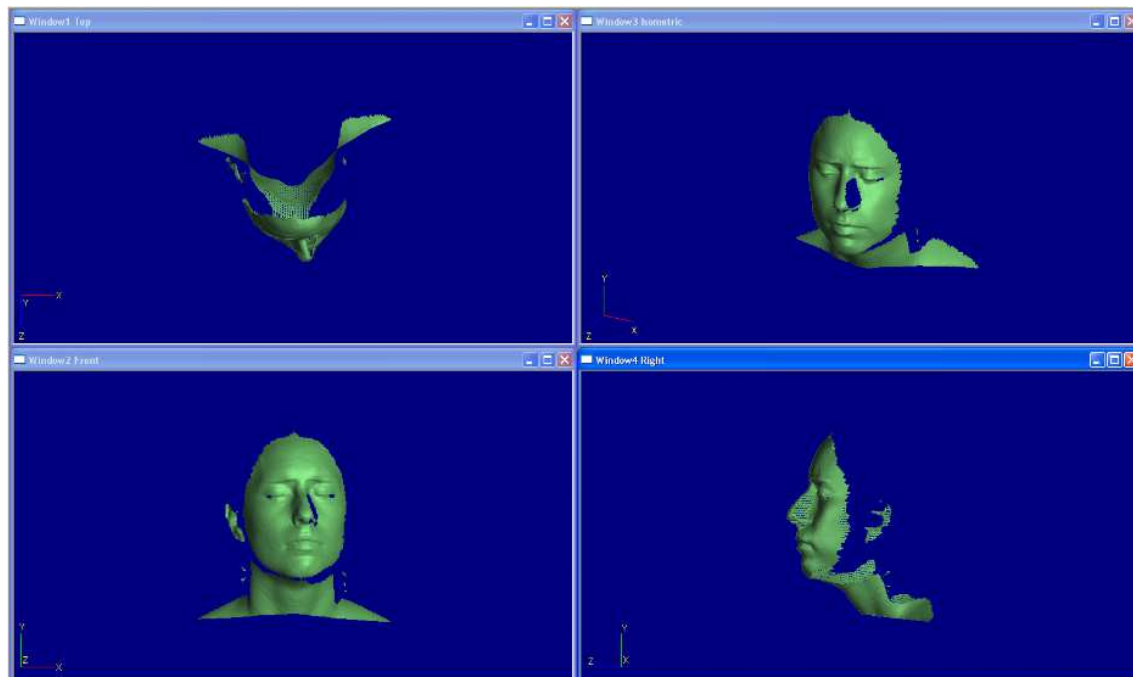 Window1 Top
Y
X
Z
Window3 Isometric
Y
Z
X
Window2 Front
Y
Z
X
Window4 Right
Y
Z
X